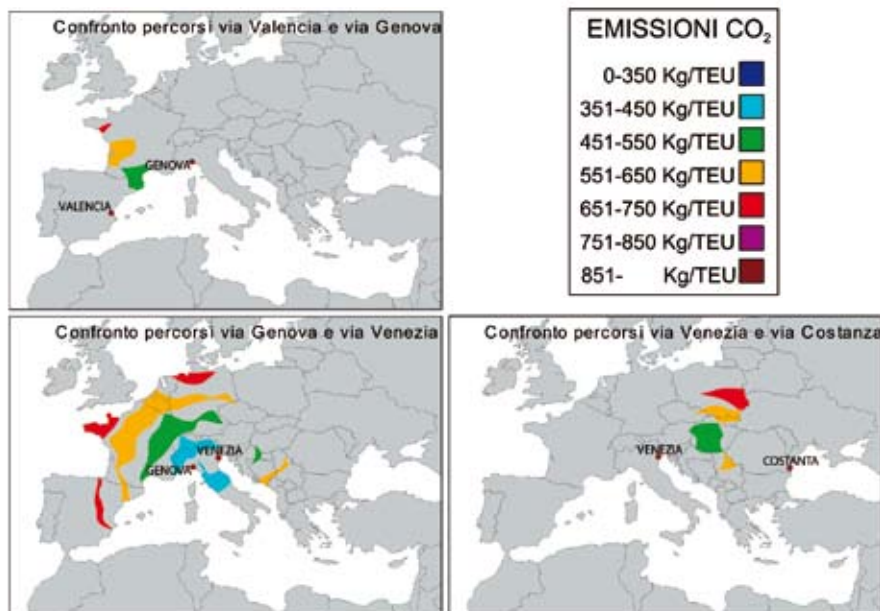 Confronto percorsi via Valencia e via Genova
GENOVA
VALENCIA
EMISSIONI CO₂
0-350 Kg/TEU
351-450 Kg/TEU
451-550 Kg/TEU
551-650 Kg/TEU
651-750 Kg/TEU
751-850 Kg/TEU
851- Kg/TEU
Confronto percorsi via Genova e via Venezia
VENEZIA
GENOVA
Confronto percorsi via Venezia e via Costanza
VENEZIA
COSTANTA